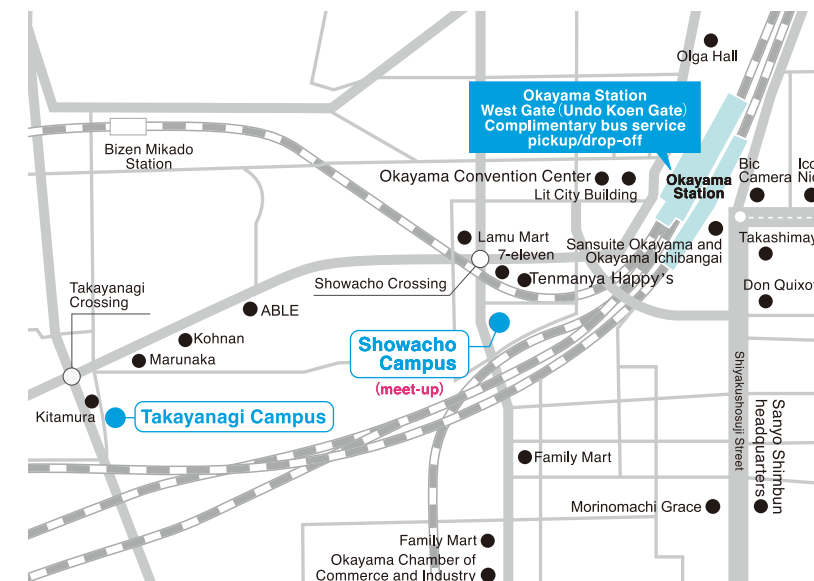 Olga Hall
Okayama Station
West Gate (Undo Koen Gate)
Complimentary bus service
pickup/drop-off
Bizen Mikado
Station
Okayama Convention Center
Lit City Building
Okayama
Station
Bic
Camera
Lamu Mart
7-eleven
Sansuite Okayama and
Okayama Ichibangai
Takashimay
Showacho Crossing
Tenmanya Happy's
Don Quixot
Takayanagi
Crossing
ABLE
Kohnan
Marunaka
Showacho
Campus
(meet-up)
Shiyakushosuji Street
Kitamura
Takayanagi Campus
Sanyo Shimbun
headquarters
Family Mart
Morinomachi Grace
Family Mart
Okayama Chamber of
Commerce and Industry